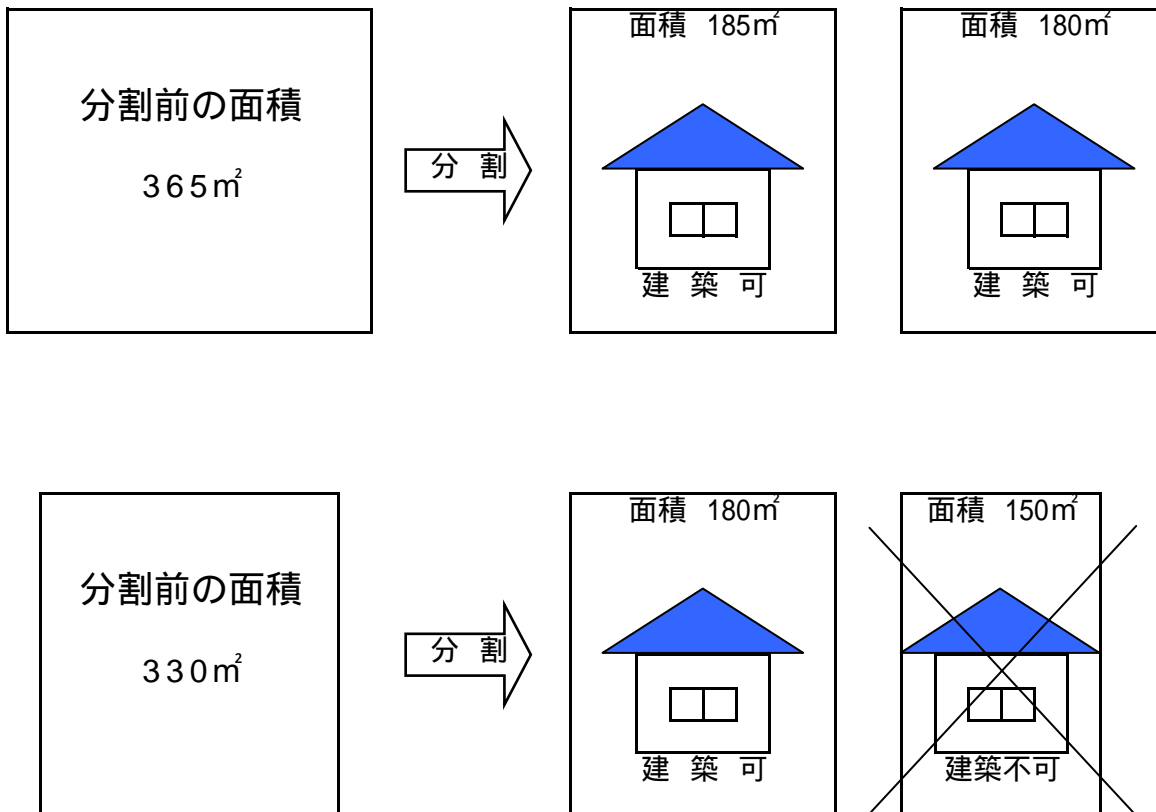 分割前の面積
365㎡
分 割
面積 185㎡
建 築 可
面積 180㎡
建 築 可
分割前の面積
330㎡
分 割
面積 180㎡
建 築 可
面積 150㎡
建築不可